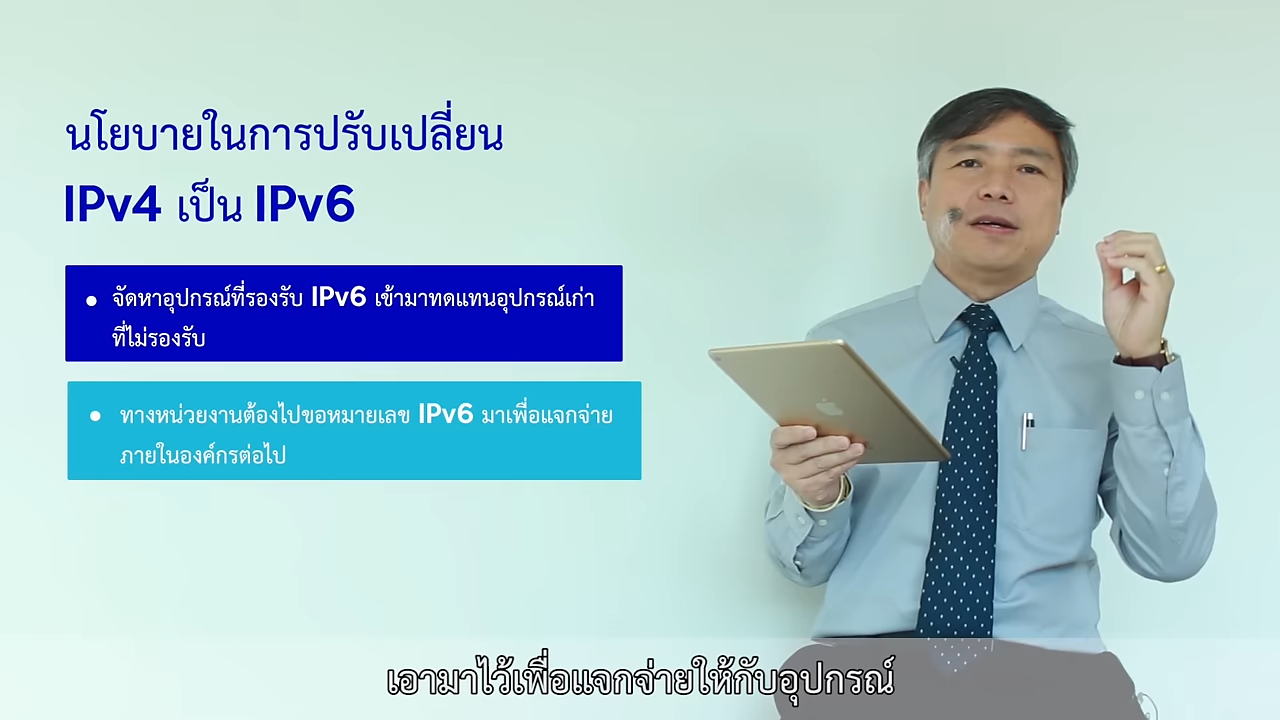 นโยบายในการปรับเปลี่ยน
IPv4 เป็น IPv6
• จัดหาอุปกรณ์ที่รองรับ IPv6 เข้ามาทดแทนอุปกรณ์เก่า
ที่ไม่รองรับ
• ทางหน่วยงานต้องไปขอหมายเลข IPv6 มาเพื่อแจกจ่าย
ภายในองค์กรต่อไป
เอามาไว้เพื่อแจกจ่ายให้กับอุปกรณ์